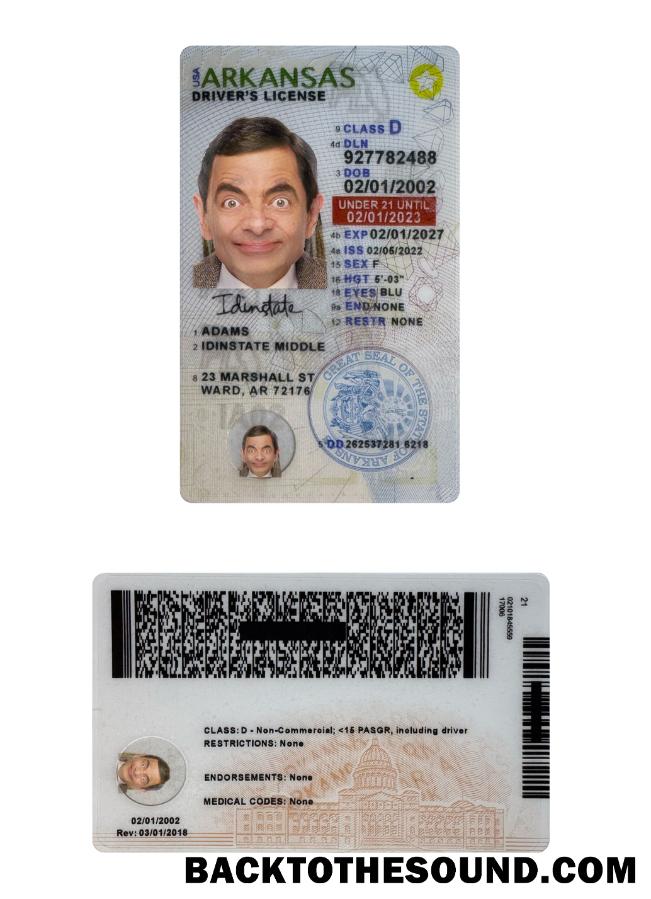 USA ARKANSAS
DRIVER'S LICENSE
9 CLASS D
4d DLN
927782488
3 DOB
02/01/2002
UNDER 21 UNTIL
02/01/2023
4b EXP 02/01/2027
4a ISS 02/05/2022
15 SEX F
16 HGT 5'-03"
18 EYES BLU
9a END NONE
12 RESTR NONE
Idinstate
1 ADAMS
2 IDINSTATE MIDDLE
8 23 MARSHALL ST
WARD, AR 72176
GREAT SEAL OF THE STATE OF ARKANSAS
5 DD 262537281 6218
21
02101845559
17006
CLASS: D - Non-Commercial; <15 PASGR, including driver
RESTRICTIONS: None
ENDORSEMENTS: None
MEDICAL CODES: None
02/01/2002
Rev: 03/01/2018
BACKTOTHESOUND.COM